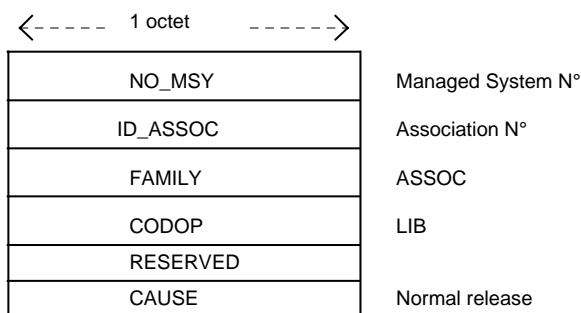 1 octet
NO_MSY Managed System N°
ID_ASSOC Association N°
FAMILY ASSOC
CODOP LIB
RESERVED
CAUSE Normal release